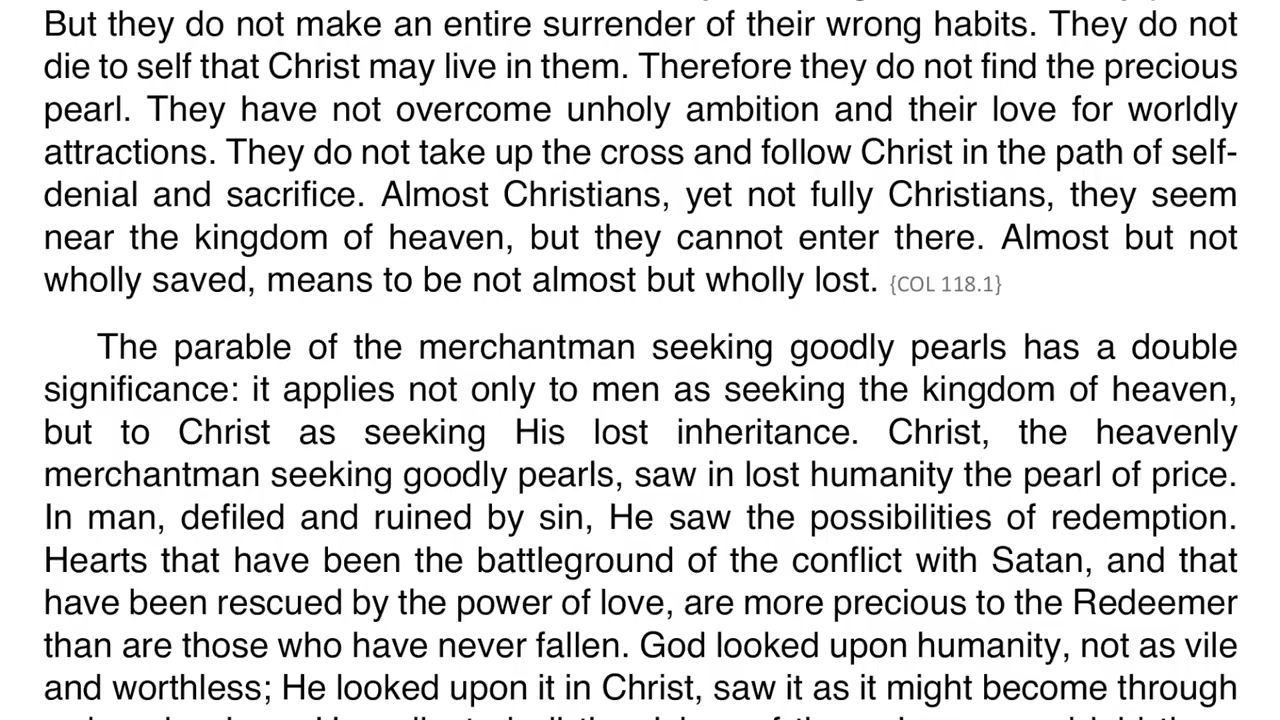 But they do not make an entire surrender of their wrong habits. They do not
die to self that Christ may live in them. Therefore they do not find the precious
pearl. They have not overcome unholy ambition and their love for worldly
attractions. They do not take up the cross and follow Christ in the path of self-
denial and sacrifice. Almost Christians, yet not fully Christians, they seem
near the kingdom of heaven, but they cannot enter there. Almost but not
wholly saved, means to be not almost but wholly lost. {COL 118.1}
The parable of the merchantman seeking goodly pearls has a double
significance: it applies not only to men as seeking the kingdom of heaven,
but to Christ as seeking His lost inheritance. Christ, the heavenly
merchantman seeking goodly pearls, saw in lost humanity the pearl of price.
In man, defiled and ruined by sin, He saw the possibilities of redemption.
Hearts that have been the battleground of the conflict with Satan, and that
have been rescued by the power of love, are more precious to the Redeemer
than are those who have never fallen. God looked upon humanity, not as vile
and worthless; He looked upon it in Christ, saw it as it might become through